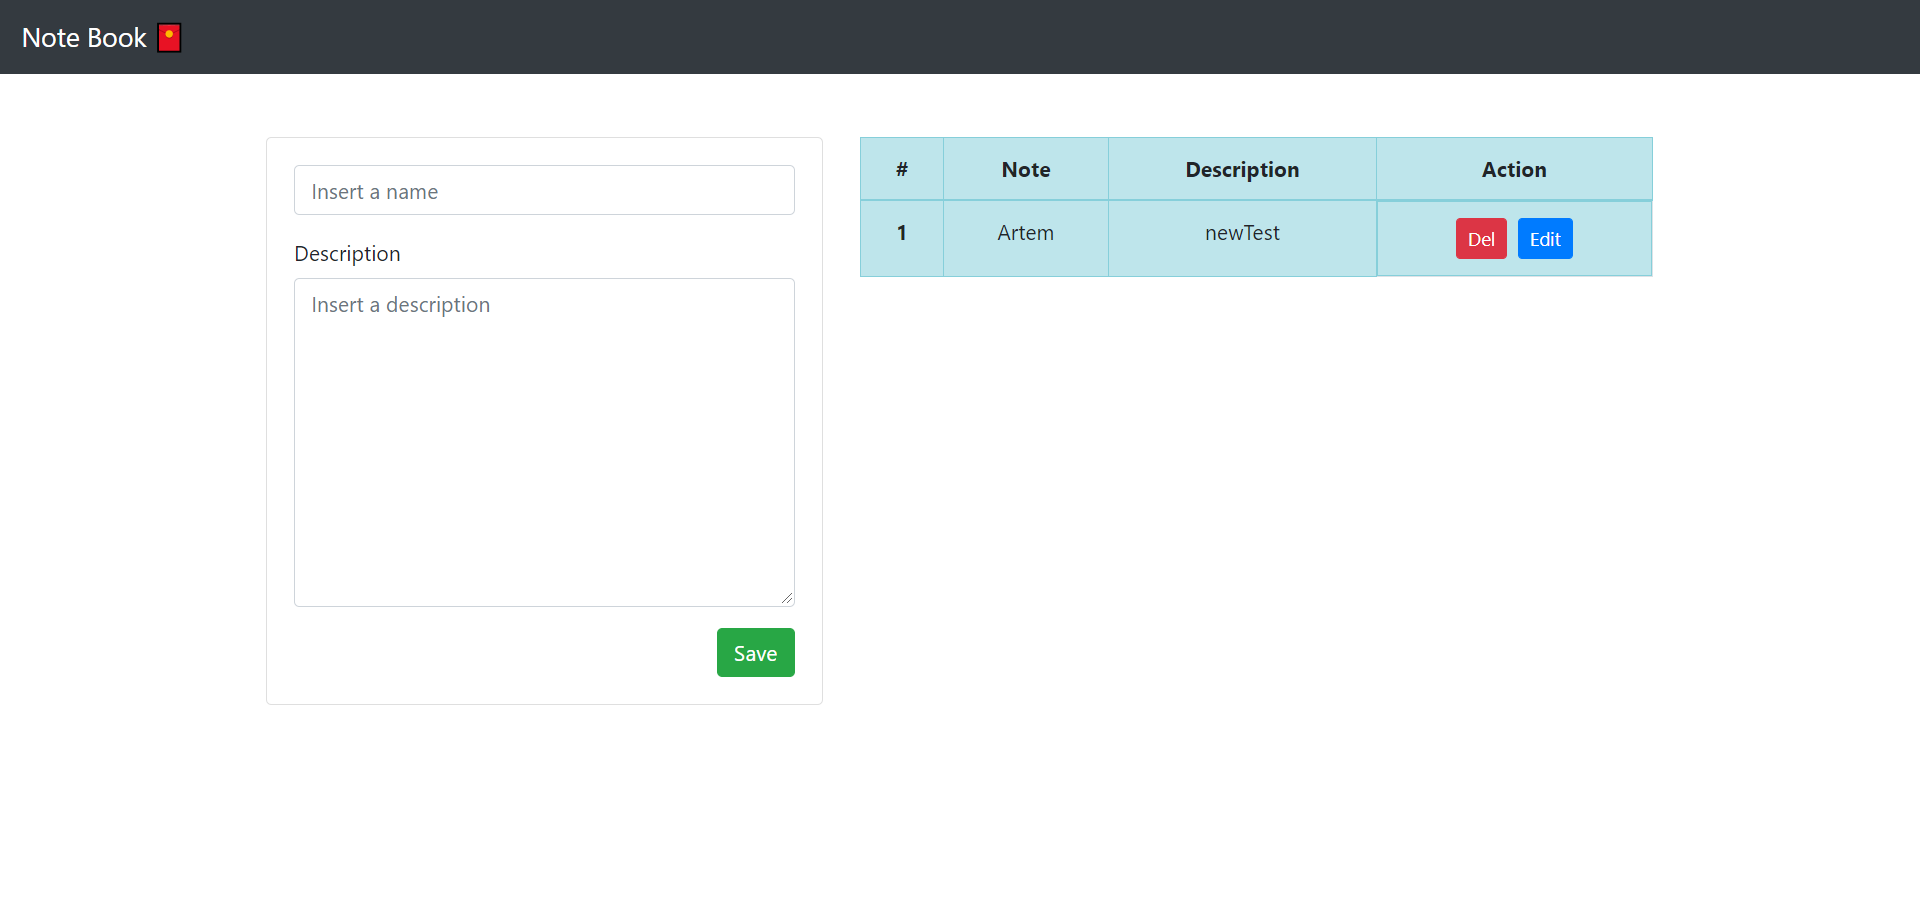 Note Book
Insert a name
Description
Insert a description
Save
# Note Description Action
1 Artem newTest Del Edit